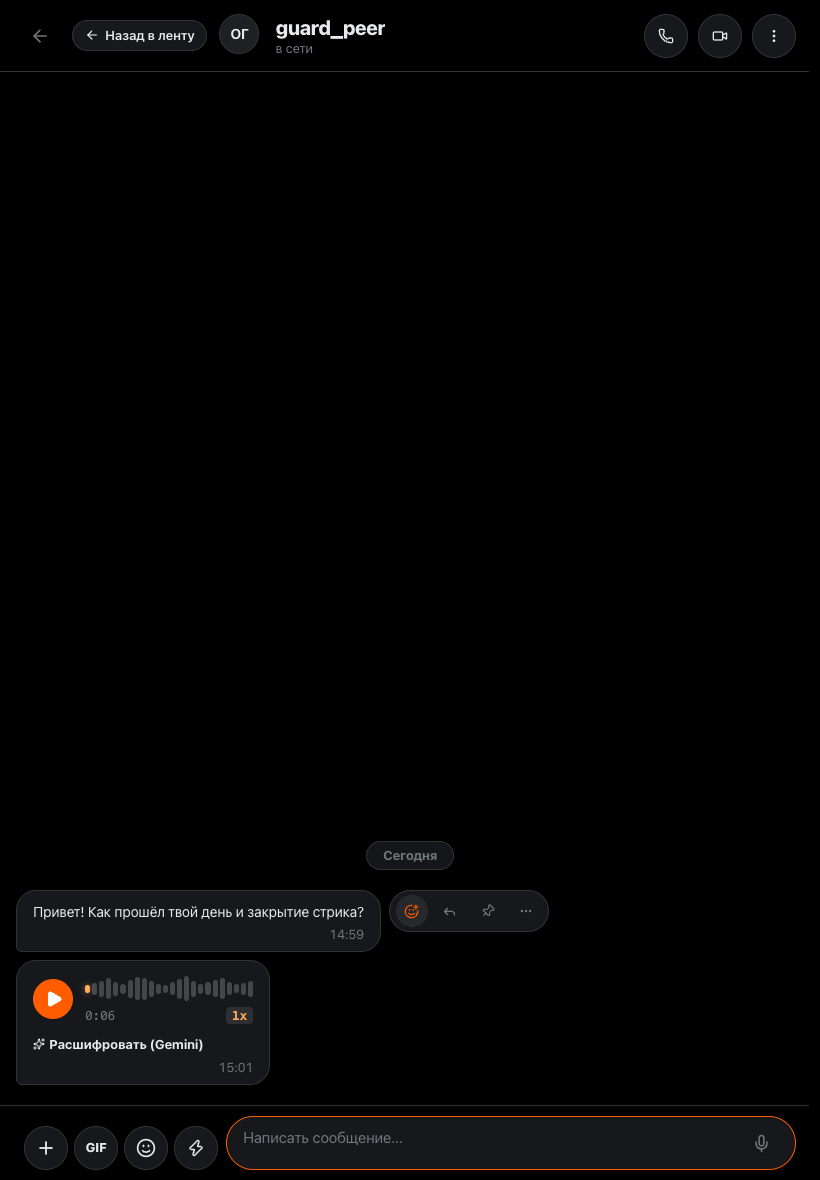 Назад в ленту
ОГ
guard_peer
в сети
Сегодня
Привет! Как прошёл твой день и закрытие стрика?
14:59
0:06
1x
Расшифровать (Gemini)
15:01
GIF
Написать сообщение...